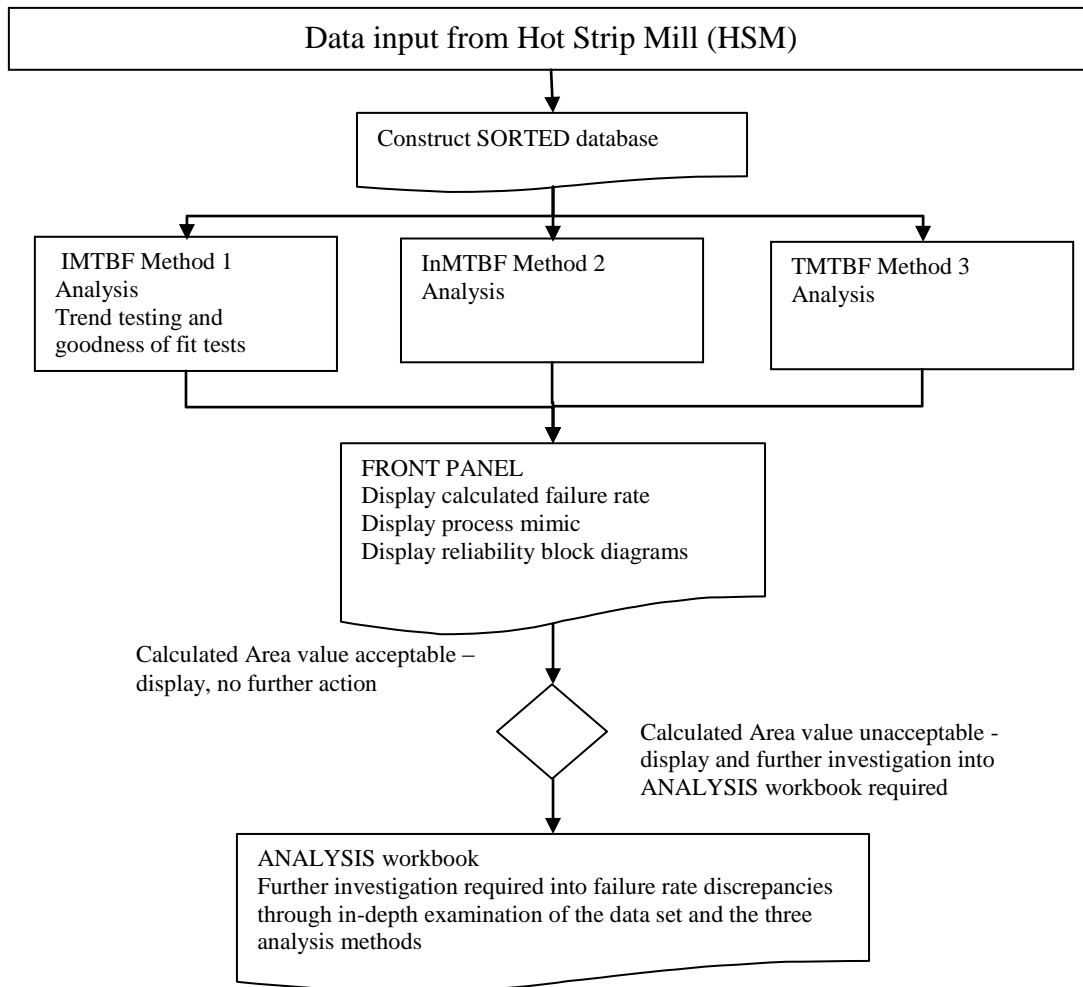 Data input from Hot Strip Mill (HSM)
Construct SORTED database
IMTBF Method 1
Analysis
Trend testing and
goodness of fit tests
InMTBF Method 2
Analysis
TMTBF Method 3
Analysis
FRONT PANEL
Display calculated failure rate
Display process mimic
Display reliability block diagrams
Calculated Area value acceptable –
display, no further action
Calculated Area value unacceptable -
display and further investigation into
ANALYSIS workbook required
ANALYSIS workbook
Further investigation required into failure rate discrepancies
through in-depth examination of the data set and the three
analysis methods